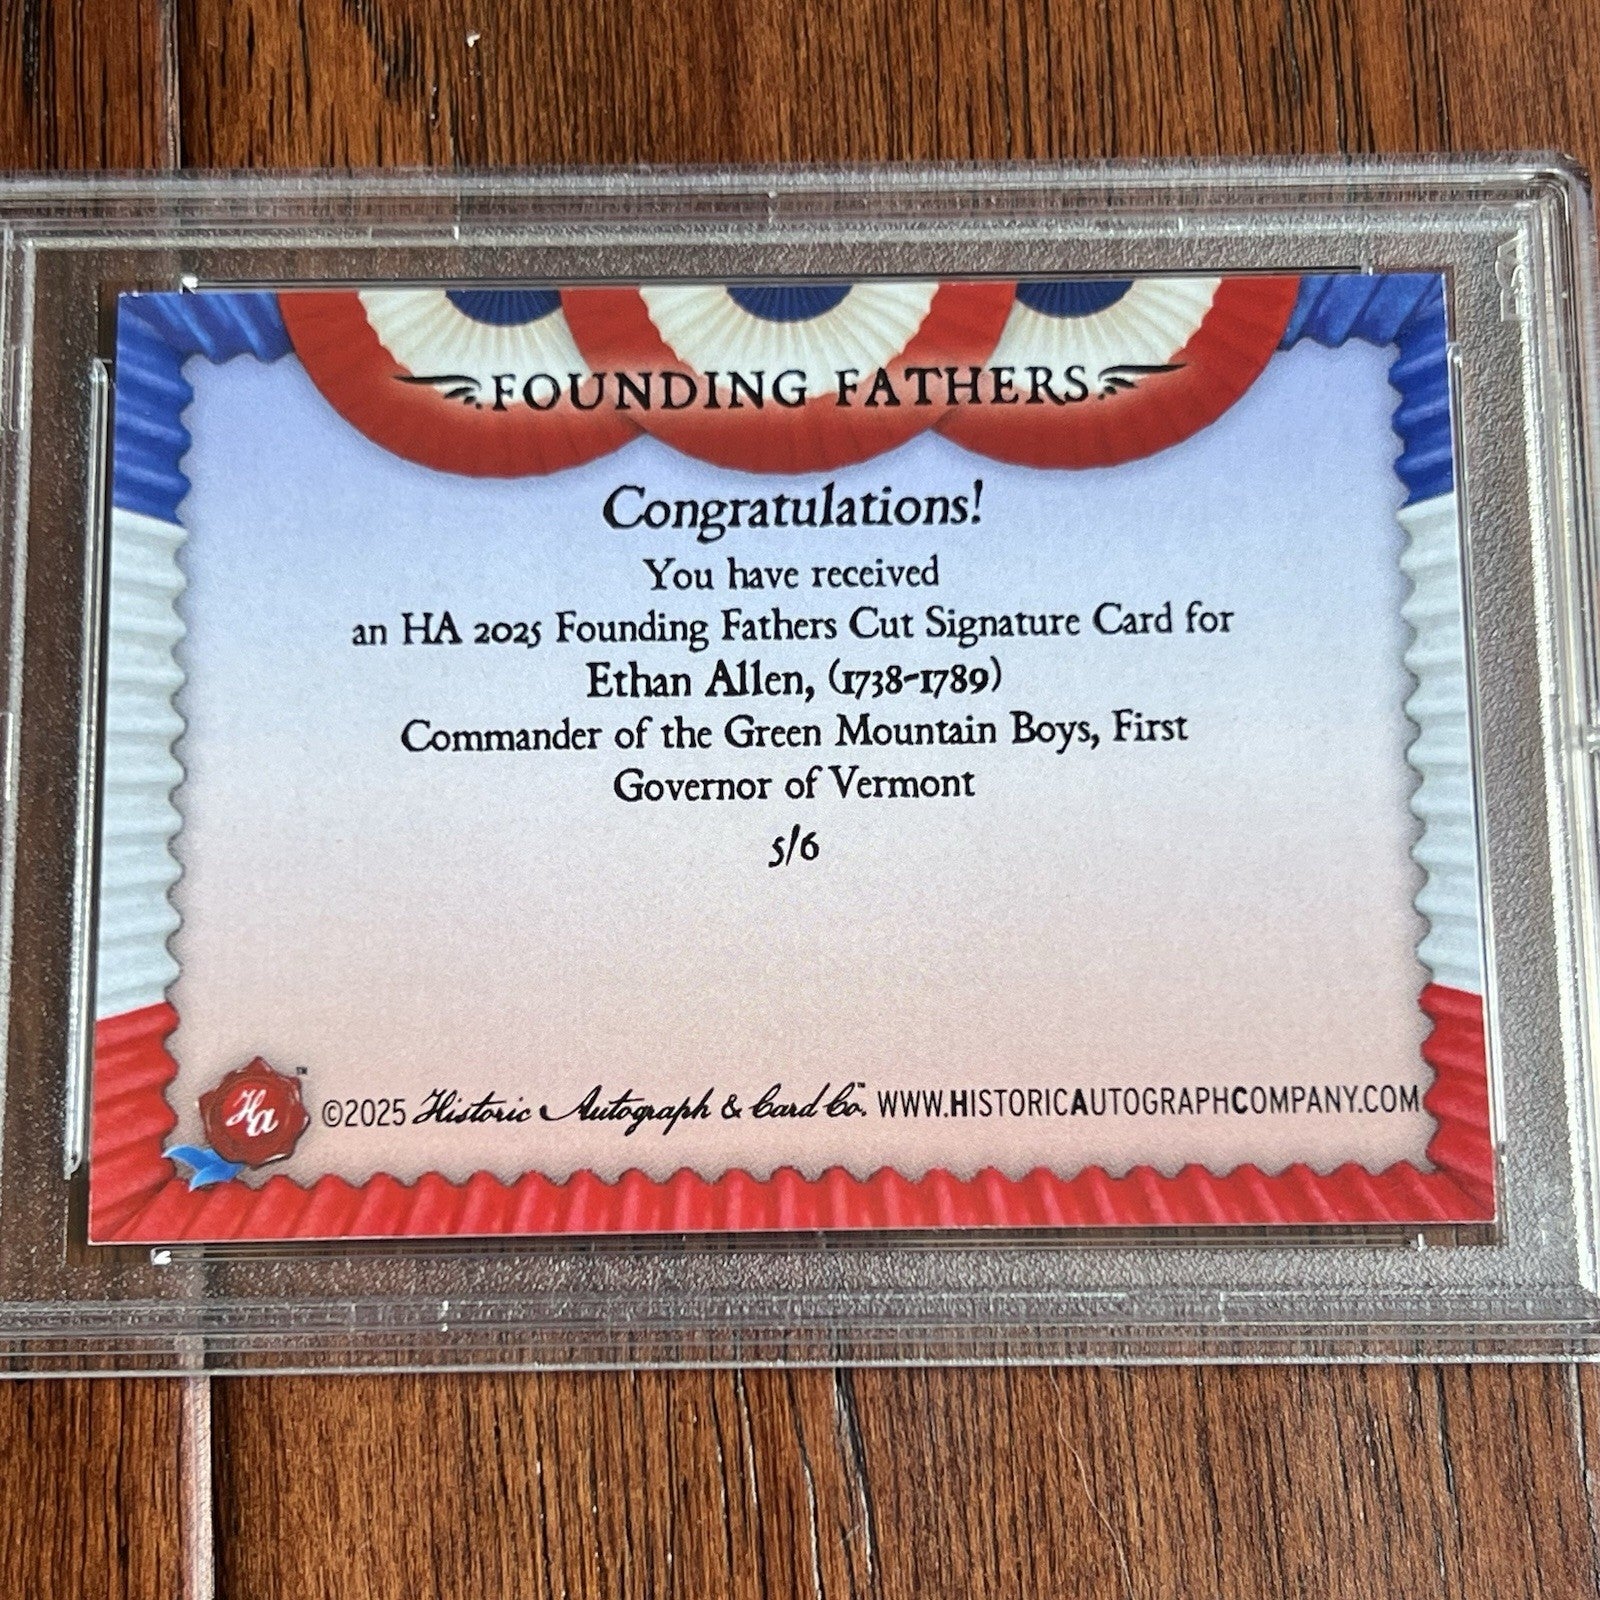 FOUNDING FATHERS
Congratulations!
You have received
an HA 2025 Founding Fathers Cut Signature Card for
Ethan Allen, (1738-1789)
Commander of the Green Mountain Boys, First
Governor of Vermont
5/6
Ha ™ ©2025 Historic Autograph & Card Co.™ WWW.HISTORICAUTOGRAPHCOMPANY.COM